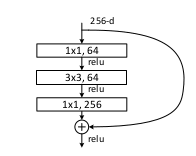 256-d
1x1, 64
relu
3x3, 64
relu
1x1, 256
+
relu